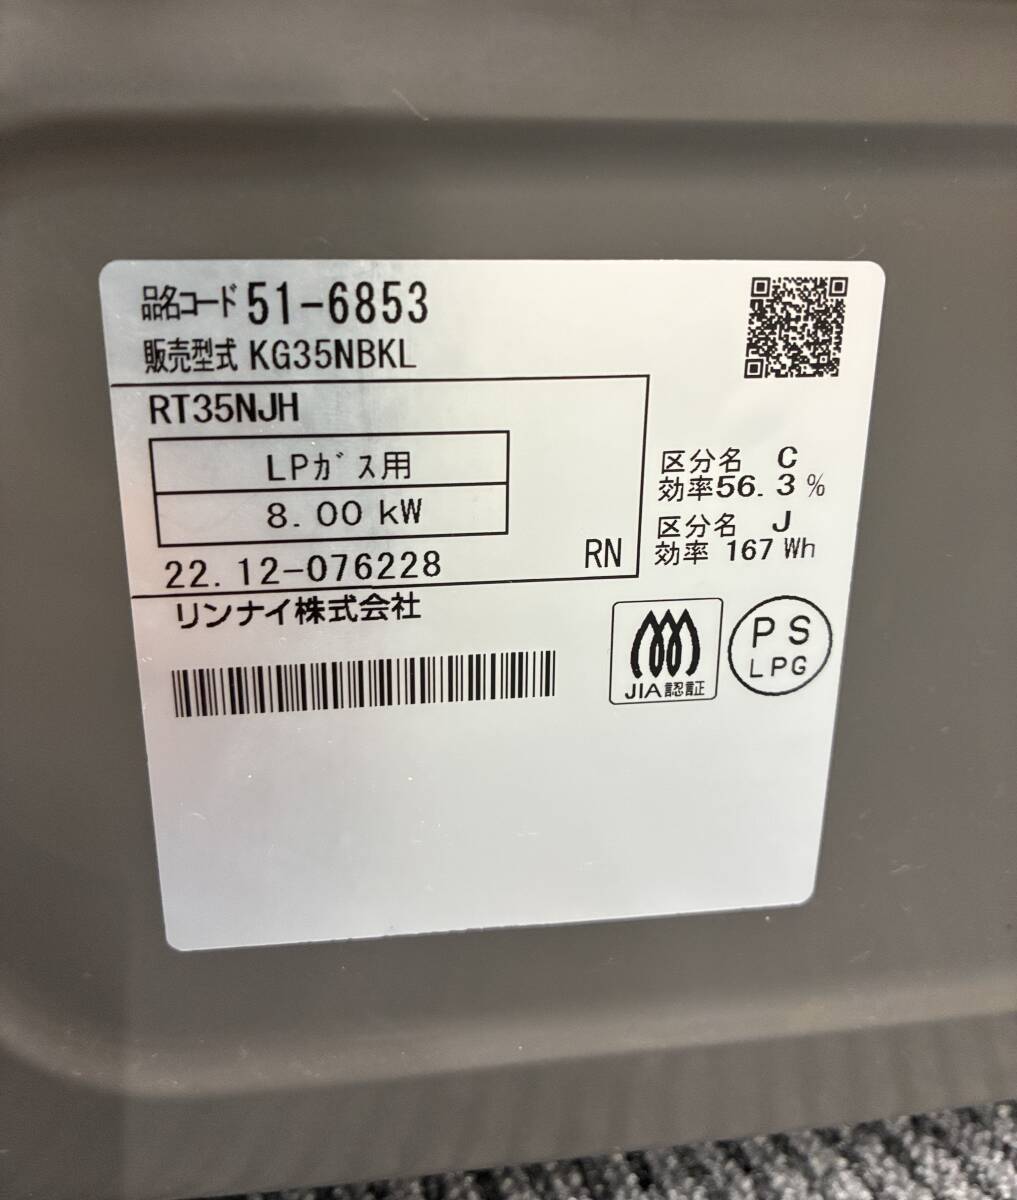 品名コード 51-6853
販売型式 KG35NBKL
RT35NJH
LPガス用
8.00 kW
22.12-076228
RN
リンナイ株式会社
区分名 C
効率56.3 %
区分名 J
効率 167 Wh
JIA認証
PS
LPG